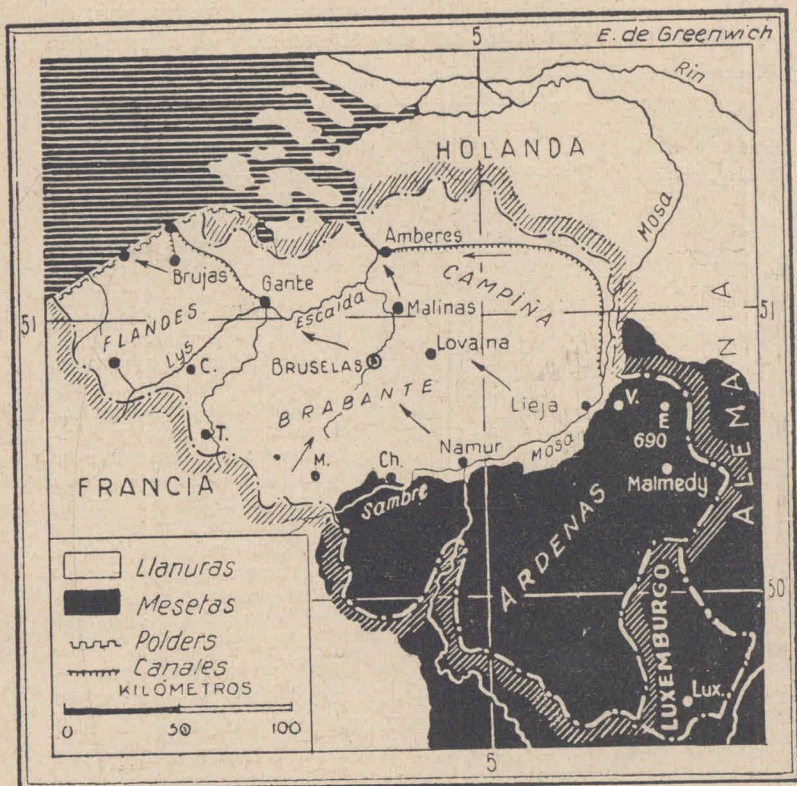 5
E. de Greenwich
Rin
HOLANDA
Mosa
Amberes
Brujas
Gante
CAMPIÑA
Escalda
Malinas
51
51
FLANDES
Lys
C.
BRUSELAS
Lovaina
BRABANTE
Lieja
V.
E
T.
690
M.
Ch.
Namur
Mosa
Malmedy
FRANCIA
Sambre
ALEMANIA
ARDENAS
50
LUXEMBURGO
Lux.
Llanuras
Mesetas
Polders
Canales
KILÓMETROS
0 50 100
5